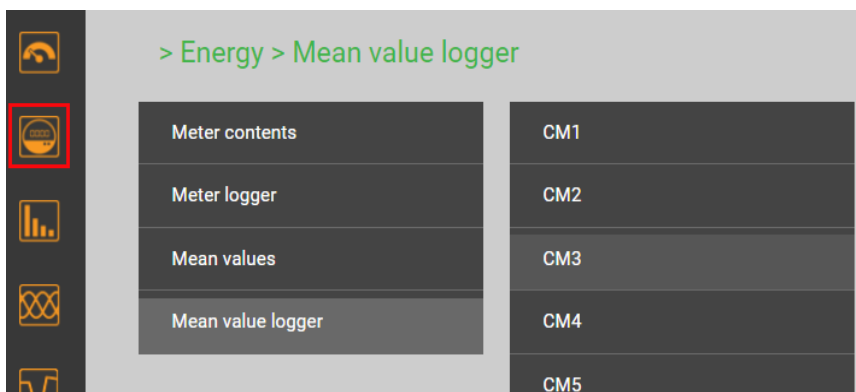 > Energy > Mean value logger
Meter contents
Meter logger
Mean values
Mean value logger
CM1
CM2
CM3
CM4
CM5